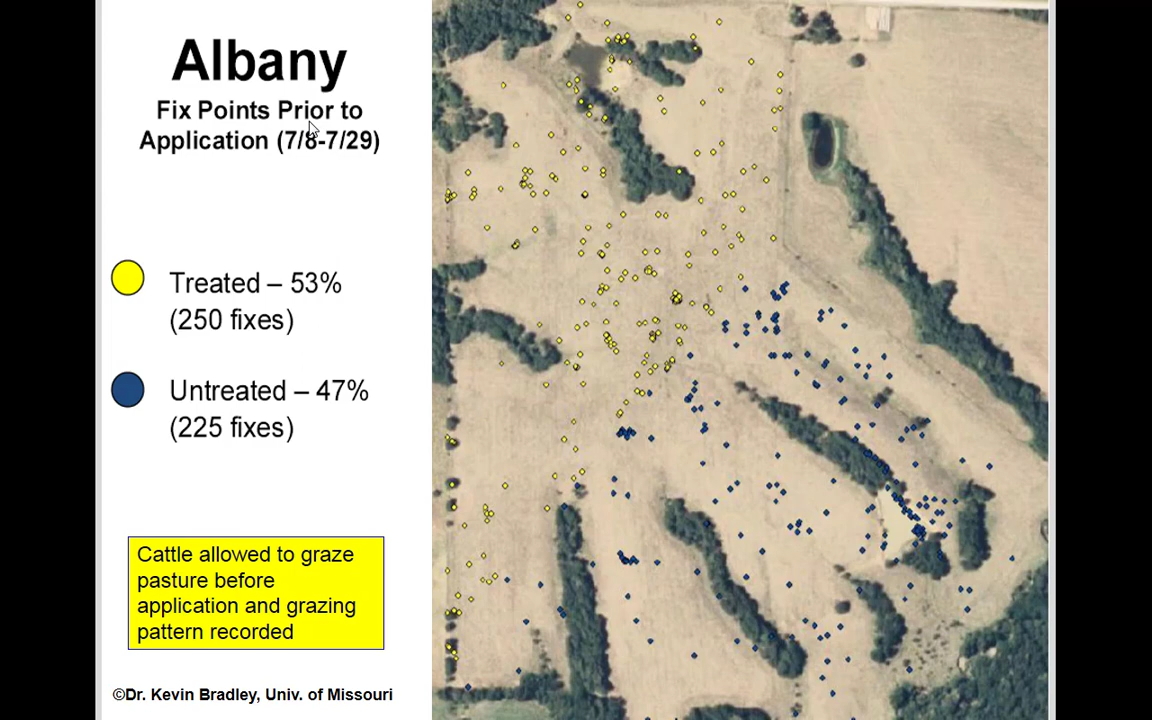 Albany
Fix Points Prior to
Application (7/8-7/29)
Treated – 53%
(250 fixes)
Untreated – 47%
(225 fixes)
Cattle allowed to graze
pasture before
application and grazing
pattern recorded
©Dr. Kevin Bradley, Univ. of Missouri